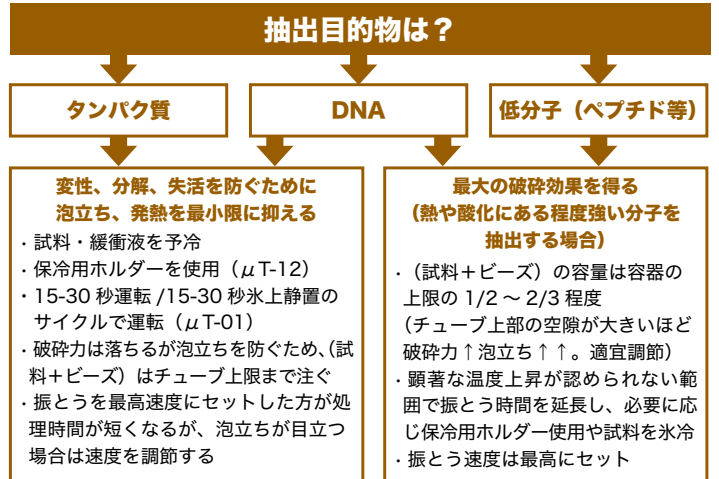 抽出目的物は？
タンパク質
DNA
低分子（ペプチド等）
変性、分解、失活を防ぐために
泡立ち、発熱を最小限に抑える
・試料・緩衝液を予冷
・保冷用ホルダーを使用（μT-12）
・15-30 秒運転 /15-30 秒氷上静置の
サイクルで運転（μT-01）
・破砕力は落ちるが泡立ちを防ぐため、（試
料＋ビーズ）はチューブ上限まで注ぐ
・振とうを最高速度にセットした方が処
理時間が短くなるが、泡立ちが目立つ
場合は速度を調節する
最大の破砕効果を得る
（熱や酸化にある程度強い分子を
抽出する場合）
・（試料＋ビーズ）の容量は容器の
上限の 1/2 ～ 2/3 程度
（チューブ上部の空隙が大きいほど
破砕力↑泡立ち↑↑。適宜調節）
・顕著な温度上昇が認められない範
囲で振とう時間を延長し、必要に応
じ保冷用ホルダー使用や試料を氷冷
・振とう速度は最高にセット